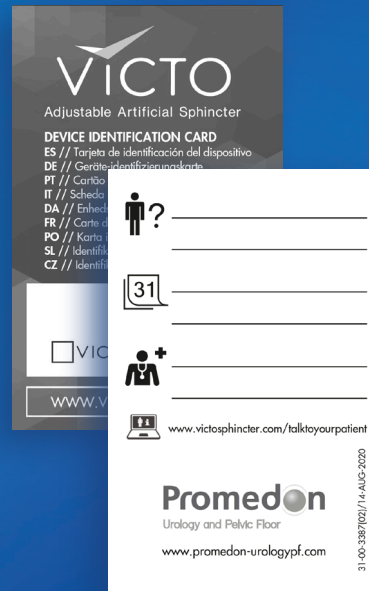 VICTO
Adjustable Artificial Sphincter
DEVICE IDENTIFICATION CARD
ES // Tarjeta de identificación del dispositivo
DE // Geräte-identifizierungskarte
PT // Cartão
IT // Scheda
DA // Enheds
FR // Carte d
PO // Karta i
SL // Identifik
CZ // Identifik
VIC
www.v
?
31
www.victosphincter.com/talktoyourpatient
Promedon
Urology and Pelvic Floor
www.promedon-urologypf.com
31-00-3387(02)/14-AUG-2020